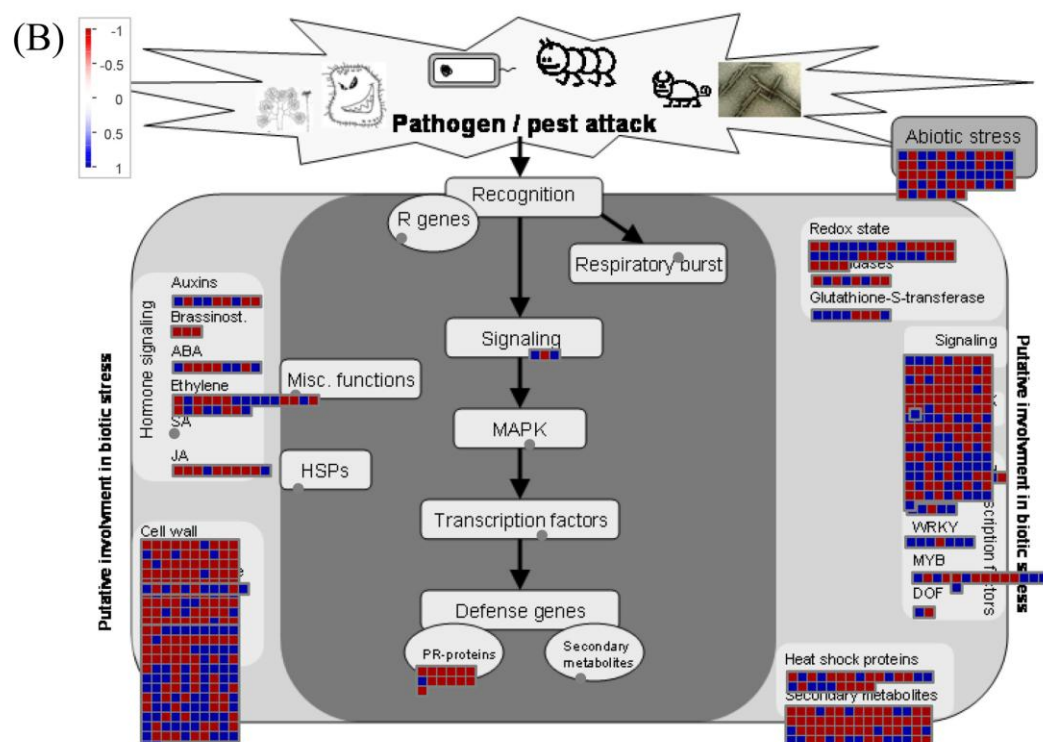 (B)
-1
-0.5
0
0.5
1
Pathogen / pest attack
Abiotic stress
Recognition
R genes
Respiratory burst
Redox state
Glutathione-S-transferase
Auxins
Brassinost.
ABA
Ethylene
SA
JA
Hormone signaling
Misc. functions
HSPs
Signaling
MAPK
Transcription factors
Defense genes
PR-proteins
Secondary
metabolites
Signaling
WRKY
MYB
DOF
factors
Putative involvment in biotic stress
Putative involvment in biotic stress
Cell wall
Heat shock proteins
Secondary metabolites